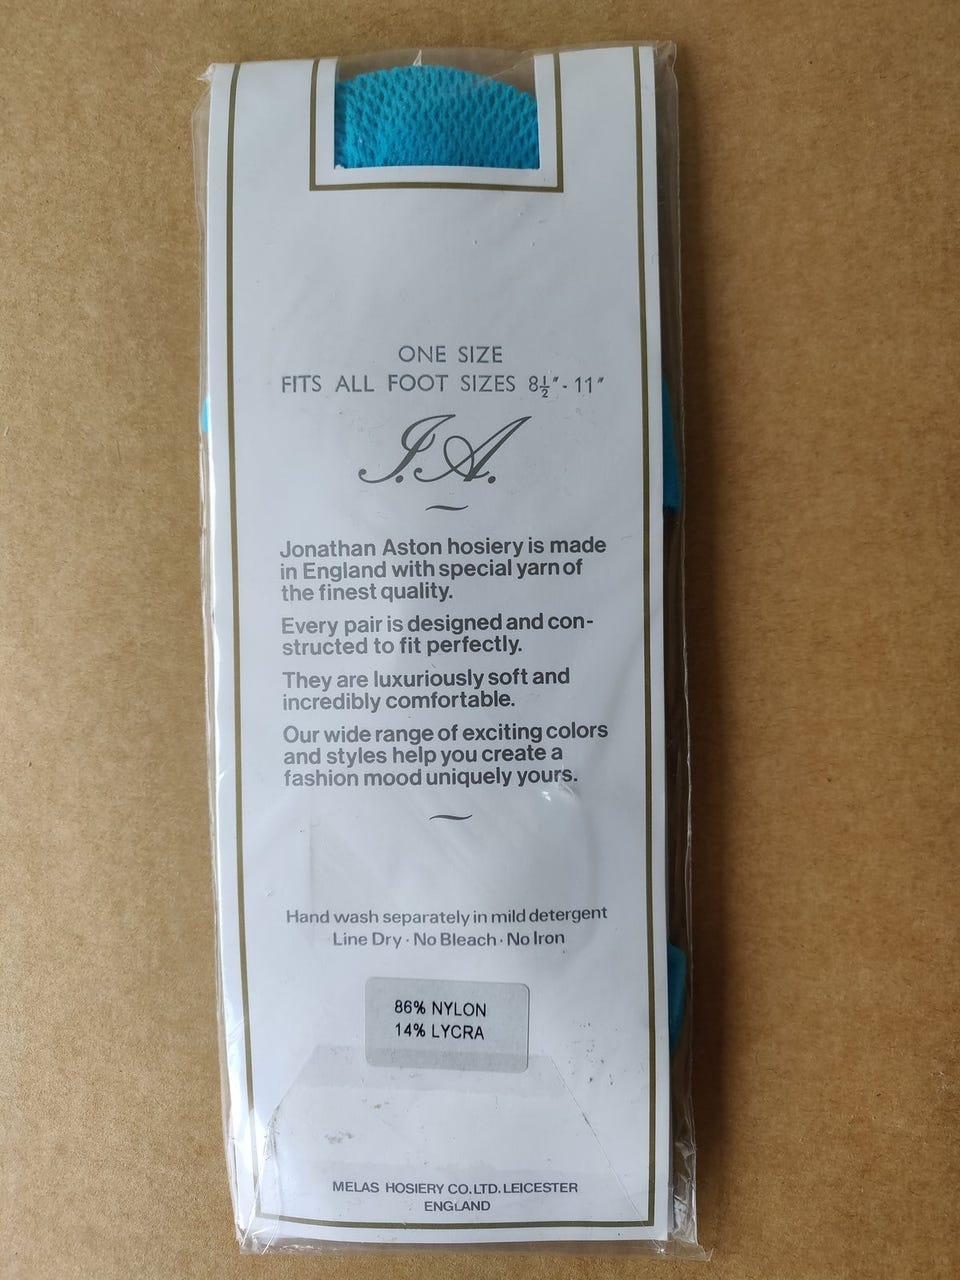 ONE SIZE
FITS ALL FOOT SIZES 8½"- 11"
J.A.
Jonathan Aston hosiery is made
in England with special yarn of
the finest quality.
Every pair is designed and con-
structed to fit perfectly.
They are luxuriously soft and
incredibly comfortable.
Our wide range of exciting colors
and styles help you create a
fashion mood uniquely yours.
Hand wash separately in mild detergent
Line Dry · No Bleach · No Iron
86% NYLON
14% LYCRA
MELAS HOSIERY CO. LTD. LEICESTER
ENGLAND